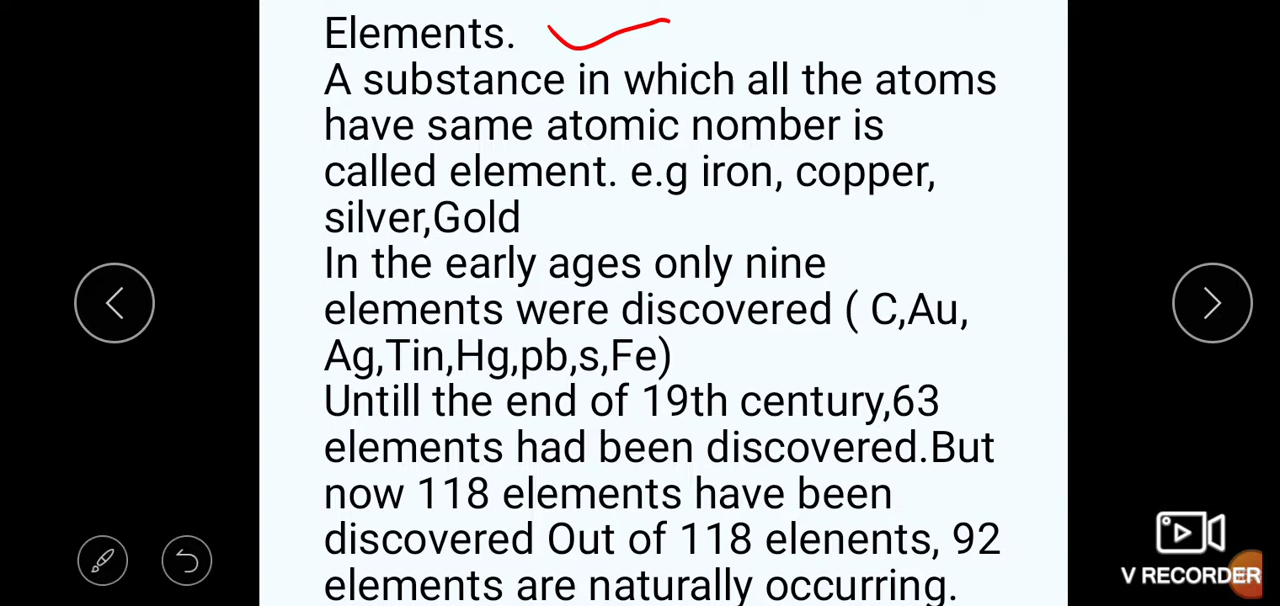 Elements.
A substance in which all the atoms
have same atomic nomber is
called element. e.g iron, copper,
silver,Gold
In the early ages only nine
elements were discovered ( C,Au,
Ag,Tin,Hg,pb,s,Fe)
Untill the end of 19th century,63
elements had been discovered.But
now 118 elements have been
discovered Out of 118 elenents, 92
elements are naturally occurring.
V RECORDER